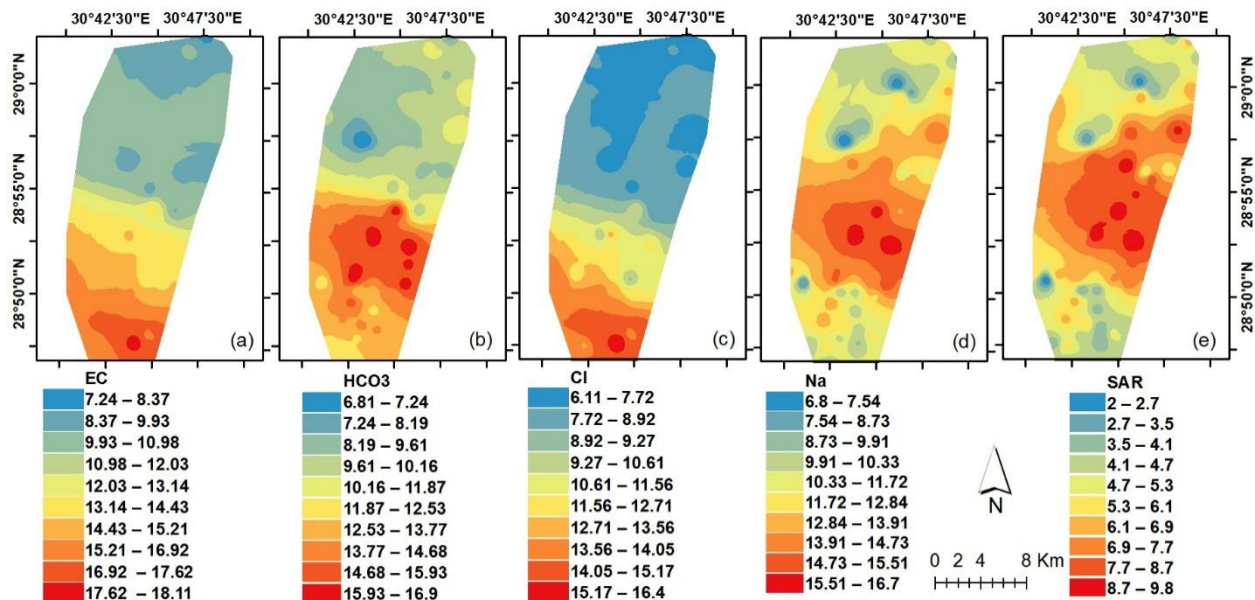 30°42'30"E 30°47'30"E 30°42'30"E 30°47'30"E 30°42'30"E 30°47'30"E 30°42'30"E 30°47'30"E 30°42'30"E 30°47'30"E
29°0'0"N
28°55'0"N
28°50'0"N
29°0'0"N
28°55'0"N
28°50'0"N
(a)
(b)
(c)
(d)
(e)
EC
7.24 – 8.37
8.37 – 9.93
9.93 – 10.98
10.98 – 12.03
12.03 – 13.14
13.14 – 14.43
14.43 – 15.21
15.21 – 16.92
16.92 – 17.62
17.62 – 18.11
HCO3
6.81 – 7.24
7.24 – 8.19
8.19 – 9.61
9.61 – 10.16
10.16 – 11.87
11.87 – 12.53
12.53 – 13.77
13.77 – 14.68
14.68 – 15.93
15.93 – 16.9
Cl
6.11 – 7.72
7.72 – 8.92
8.92 – 9.27
9.27 – 10.61
10.61 – 11.56
11.56 – 12.71
12.71 – 13.56
13.56 – 14.05
14.05 – 15.17
15.17 – 16.4
Na
6.8 – 7.54
7.54 – 8.73
8.73 – 9.91
9.91 – 10.33
10.33 – 11.72
11.72 – 12.84
12.84 – 13.91
13.91 – 14.73
14.73 – 15.51
15.51 – 16.7
N
0 2 4 8 Km
SAR
2 – 2.7
2.7 – 3.5
3.5 – 4.1
4.1 – 4.7
4.7 – 5.3
5.3 – 6.1
6.1 – 6.9
6.9 – 7.7
7.7 – 8.7
8.7 – 9.8